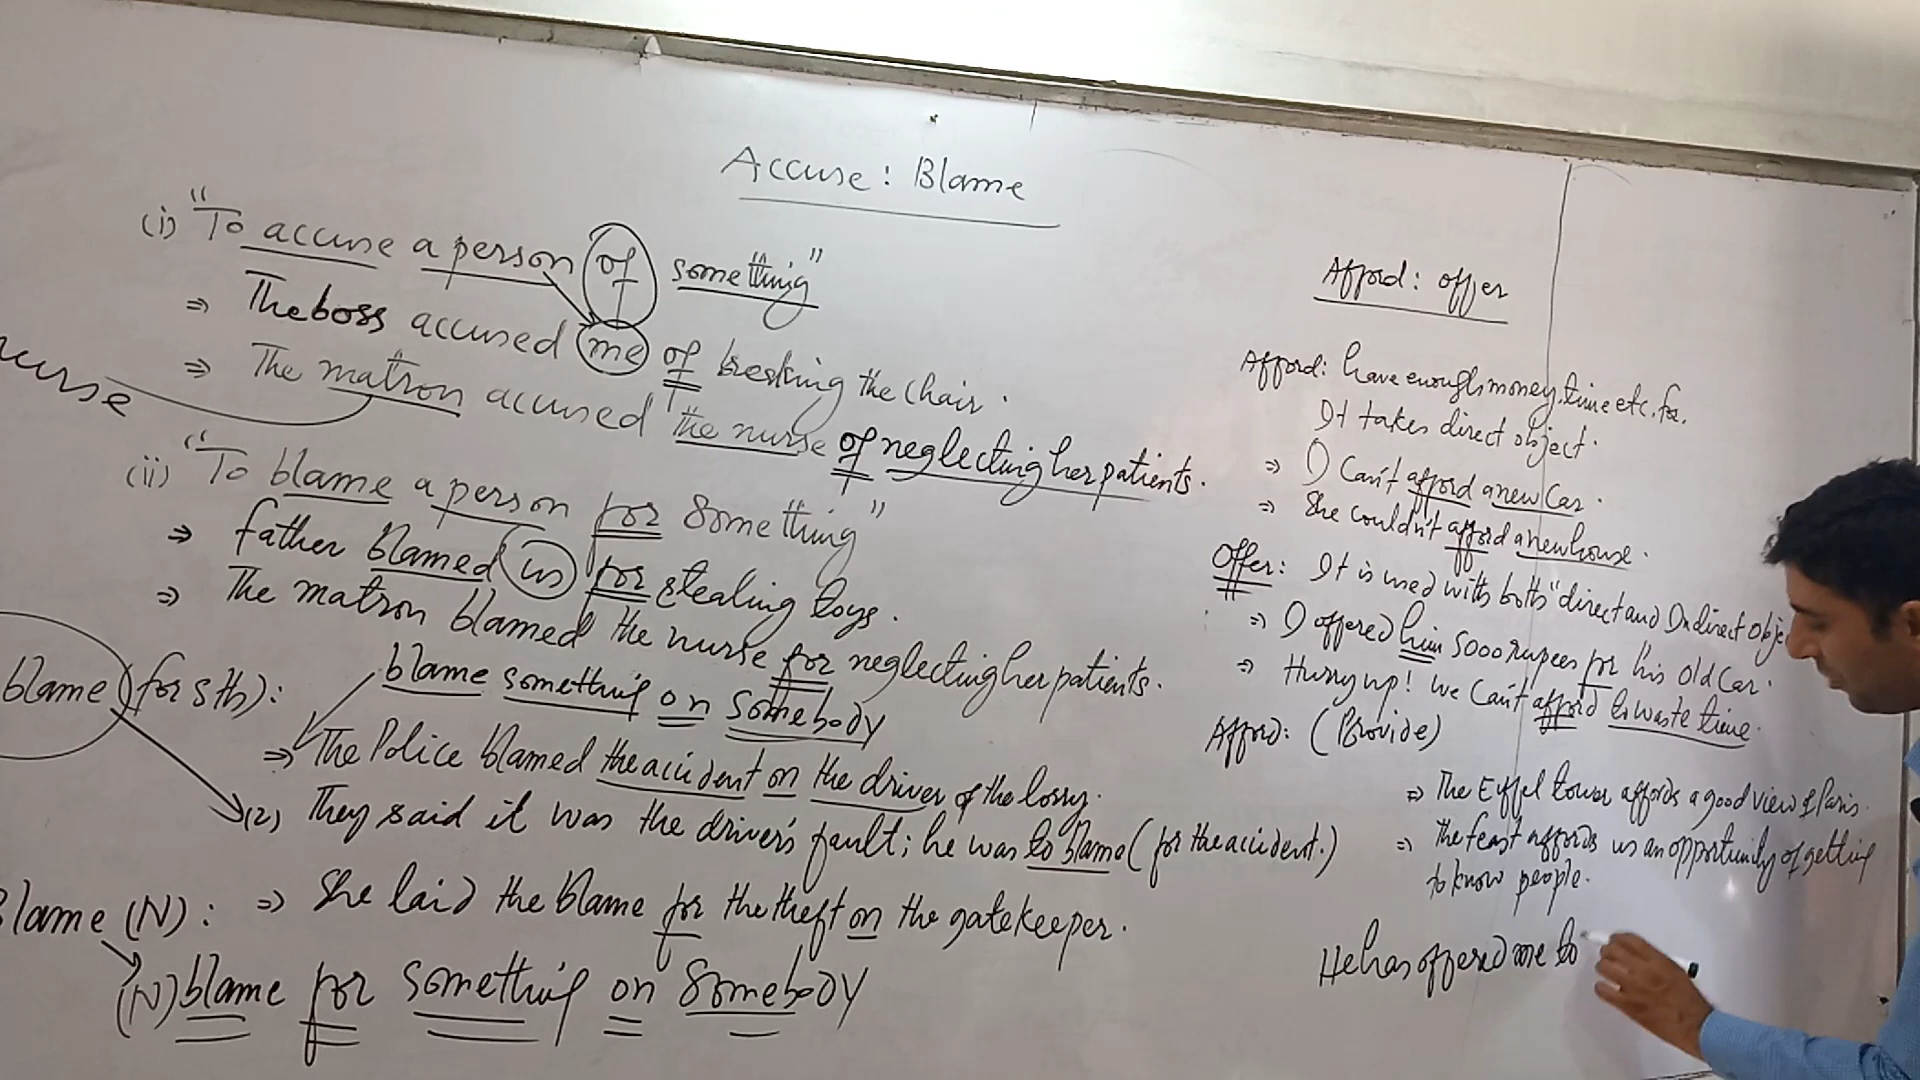 Accuse: Blame
(i) "To accuse a person of something"
⇒ The boss accused me of breaking the chair.
⇒ The matron accused the nurse of neglecting her patients.
nurse
(ii) "To blame a person for something"
⇒ father blamed us for stealing toys.
⇒ The matron blamed the nurse for neglecting her patients.
blame (for sth): blame something on somebody
⇒ The Police blamed the accident on the driver of the lorry.
(2) They said it was the driver's fault; he was to blame (for the accident.)
Blame (N): ⇒ She laid the blame for the theft on the gatekeeper.
(N) blame for something on somebody
Afford: offer
Afford: have enough money, time etc. for.
It takes direct object.
⇒ I can't afford a new car.
⇒ She couldn't afford a new house.
Offer: It is used with both "direct and Indirect obje
⇒ I offered him 5000 rupees for his old car.
⇒ Hurry up! We can't afford to waste time.
Afford: (Provide)
⇒ The Eiffel tower affords a good view of Paris.
⇒ The feast affords us an opportunity of getting
to know people.
He has offered me to